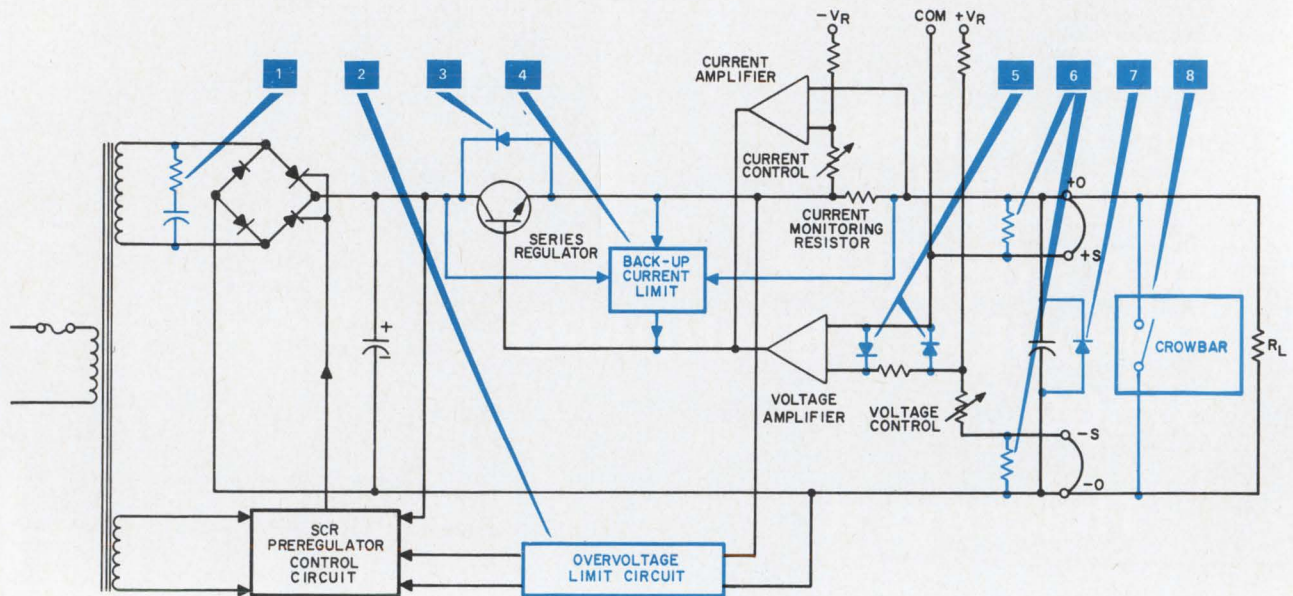 −VR
COM +VR
CURRENT
AMPLIFIER
1
2
3
4
5
6
7
8
CURRENT
CONTROL
+O
CURRENT
MONITORING
RESISTOR
SERIES
REGULATOR
BACK-UP
CURRENT
LIMIT
+S
+
CROWBAR
RL
VOLTAGE
AMPLIFIER
VOLTAGE
CONTROL
−S
−O
SCR
PREREGULATOR
CONTROL
CIRCUIT
OVERVOLTAGE
LIMIT CIRCUIT